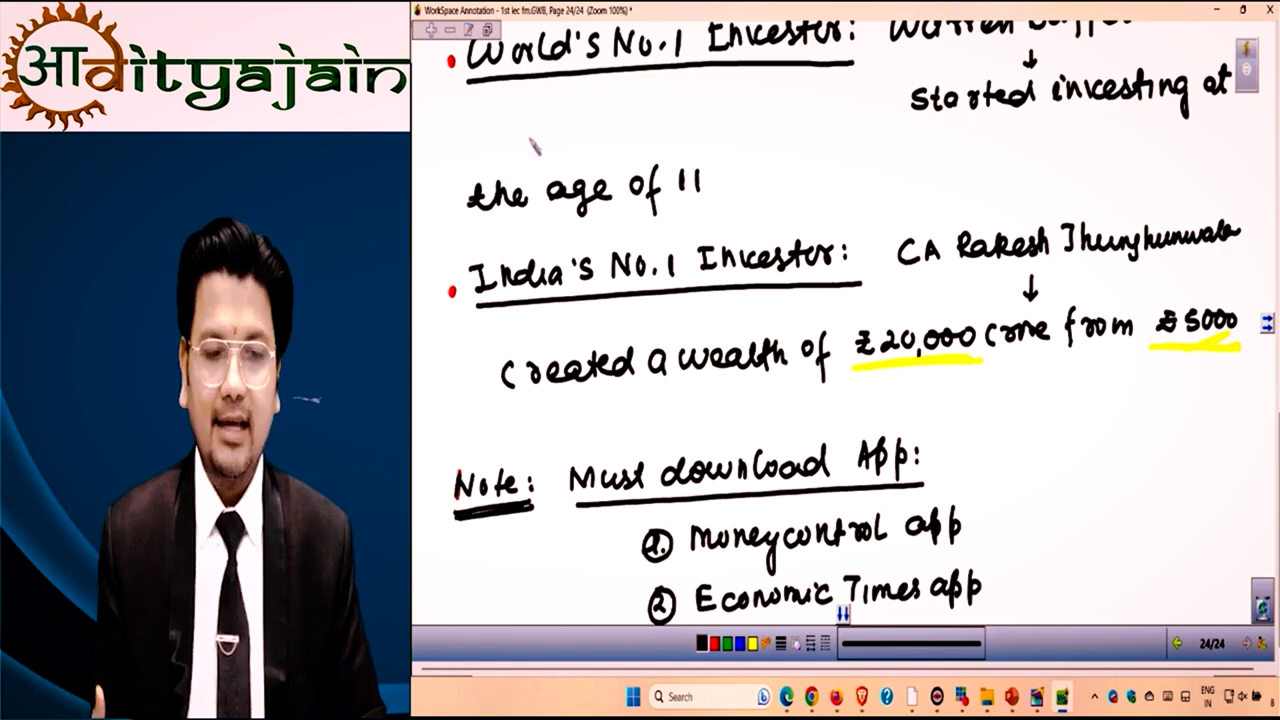 आdityajain
WorkSpace Annotation - 1st lec fm.GWB, Page 24/24 (Zoom 100%) *
World's No.1 Investor: Warren
Started investing at
the age of 11
India's No.1 Investor: CA Rakesh Jhunjhunwala
Created a wealth of ₹20,000 crore from ₹5000
Note: Must download App:
1. Moneycontrol app
2. Economic Times app
24/24
Search
ENG
IN